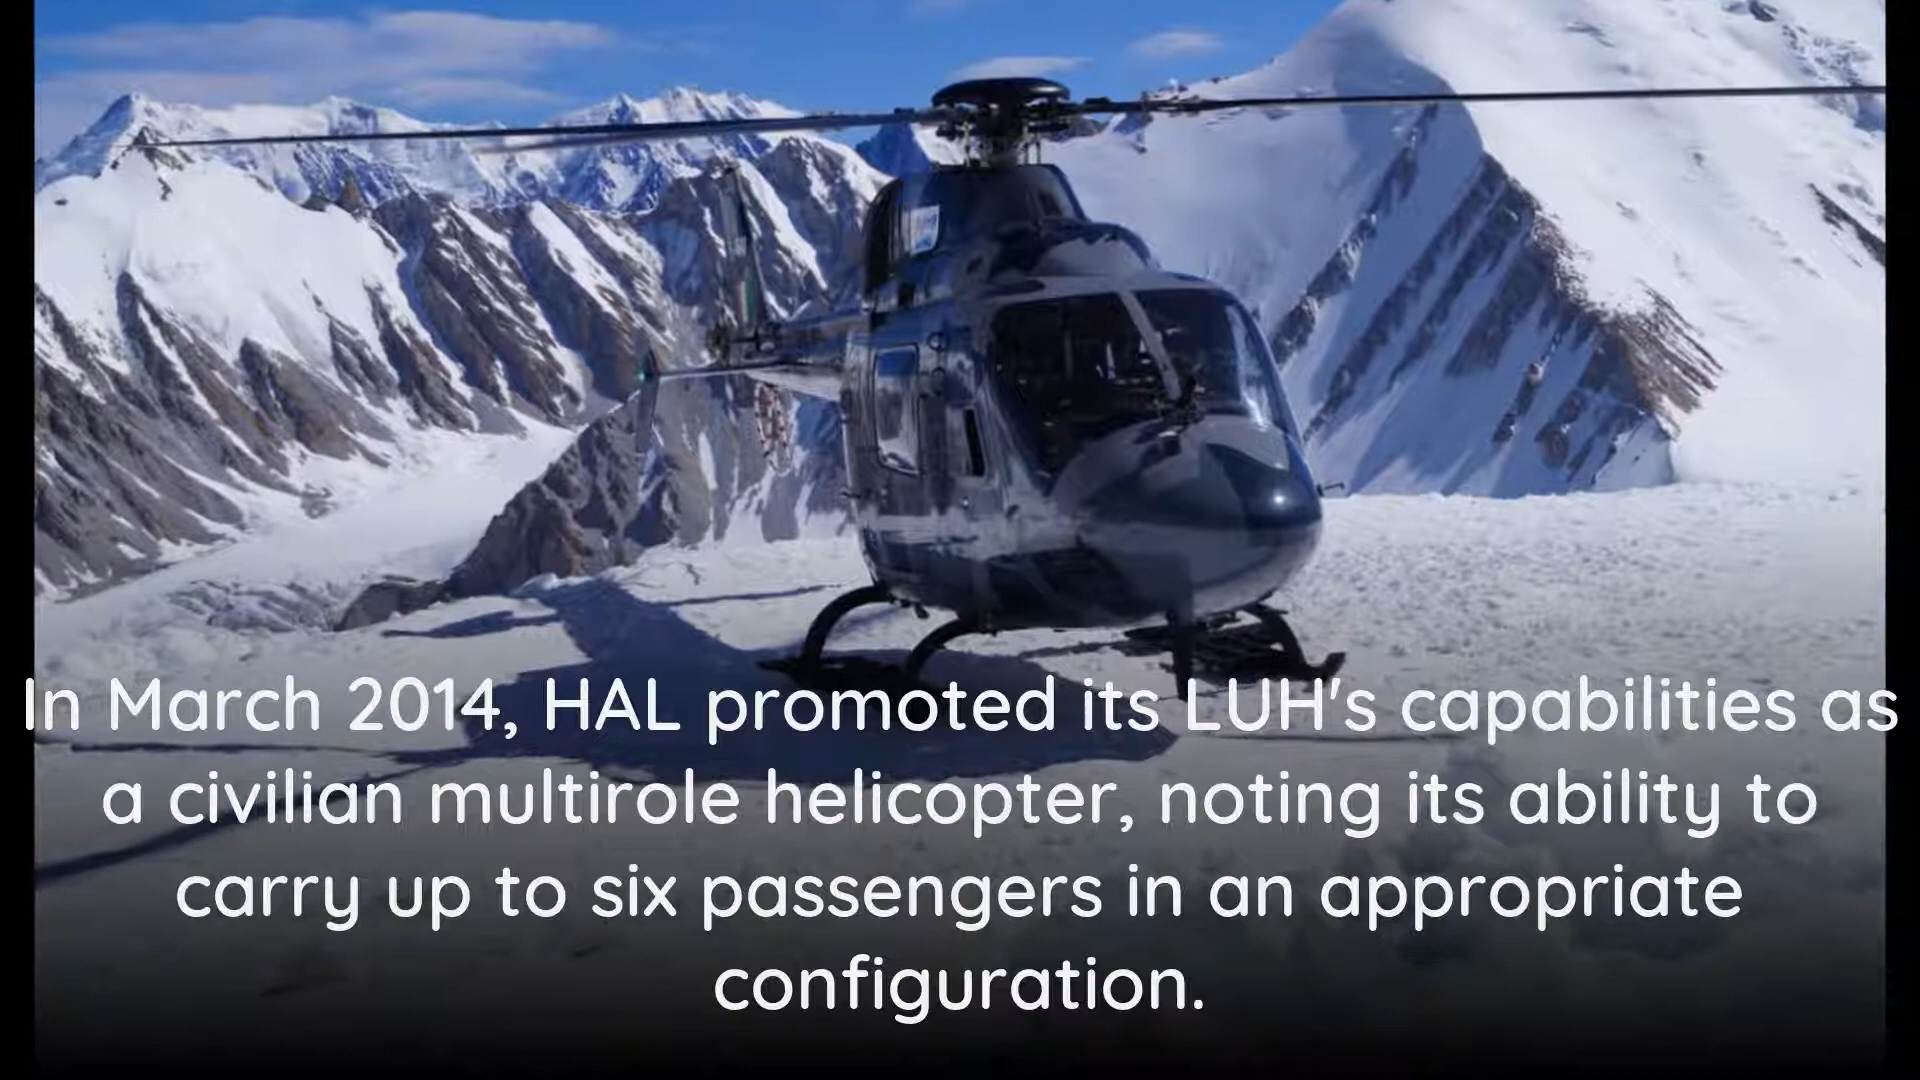 In March 2014, HAL promoted its LUH's capabilities as
a civilian multirole helicopter, noting its ability to
carry up to six passengers in an appropriate
configuration.